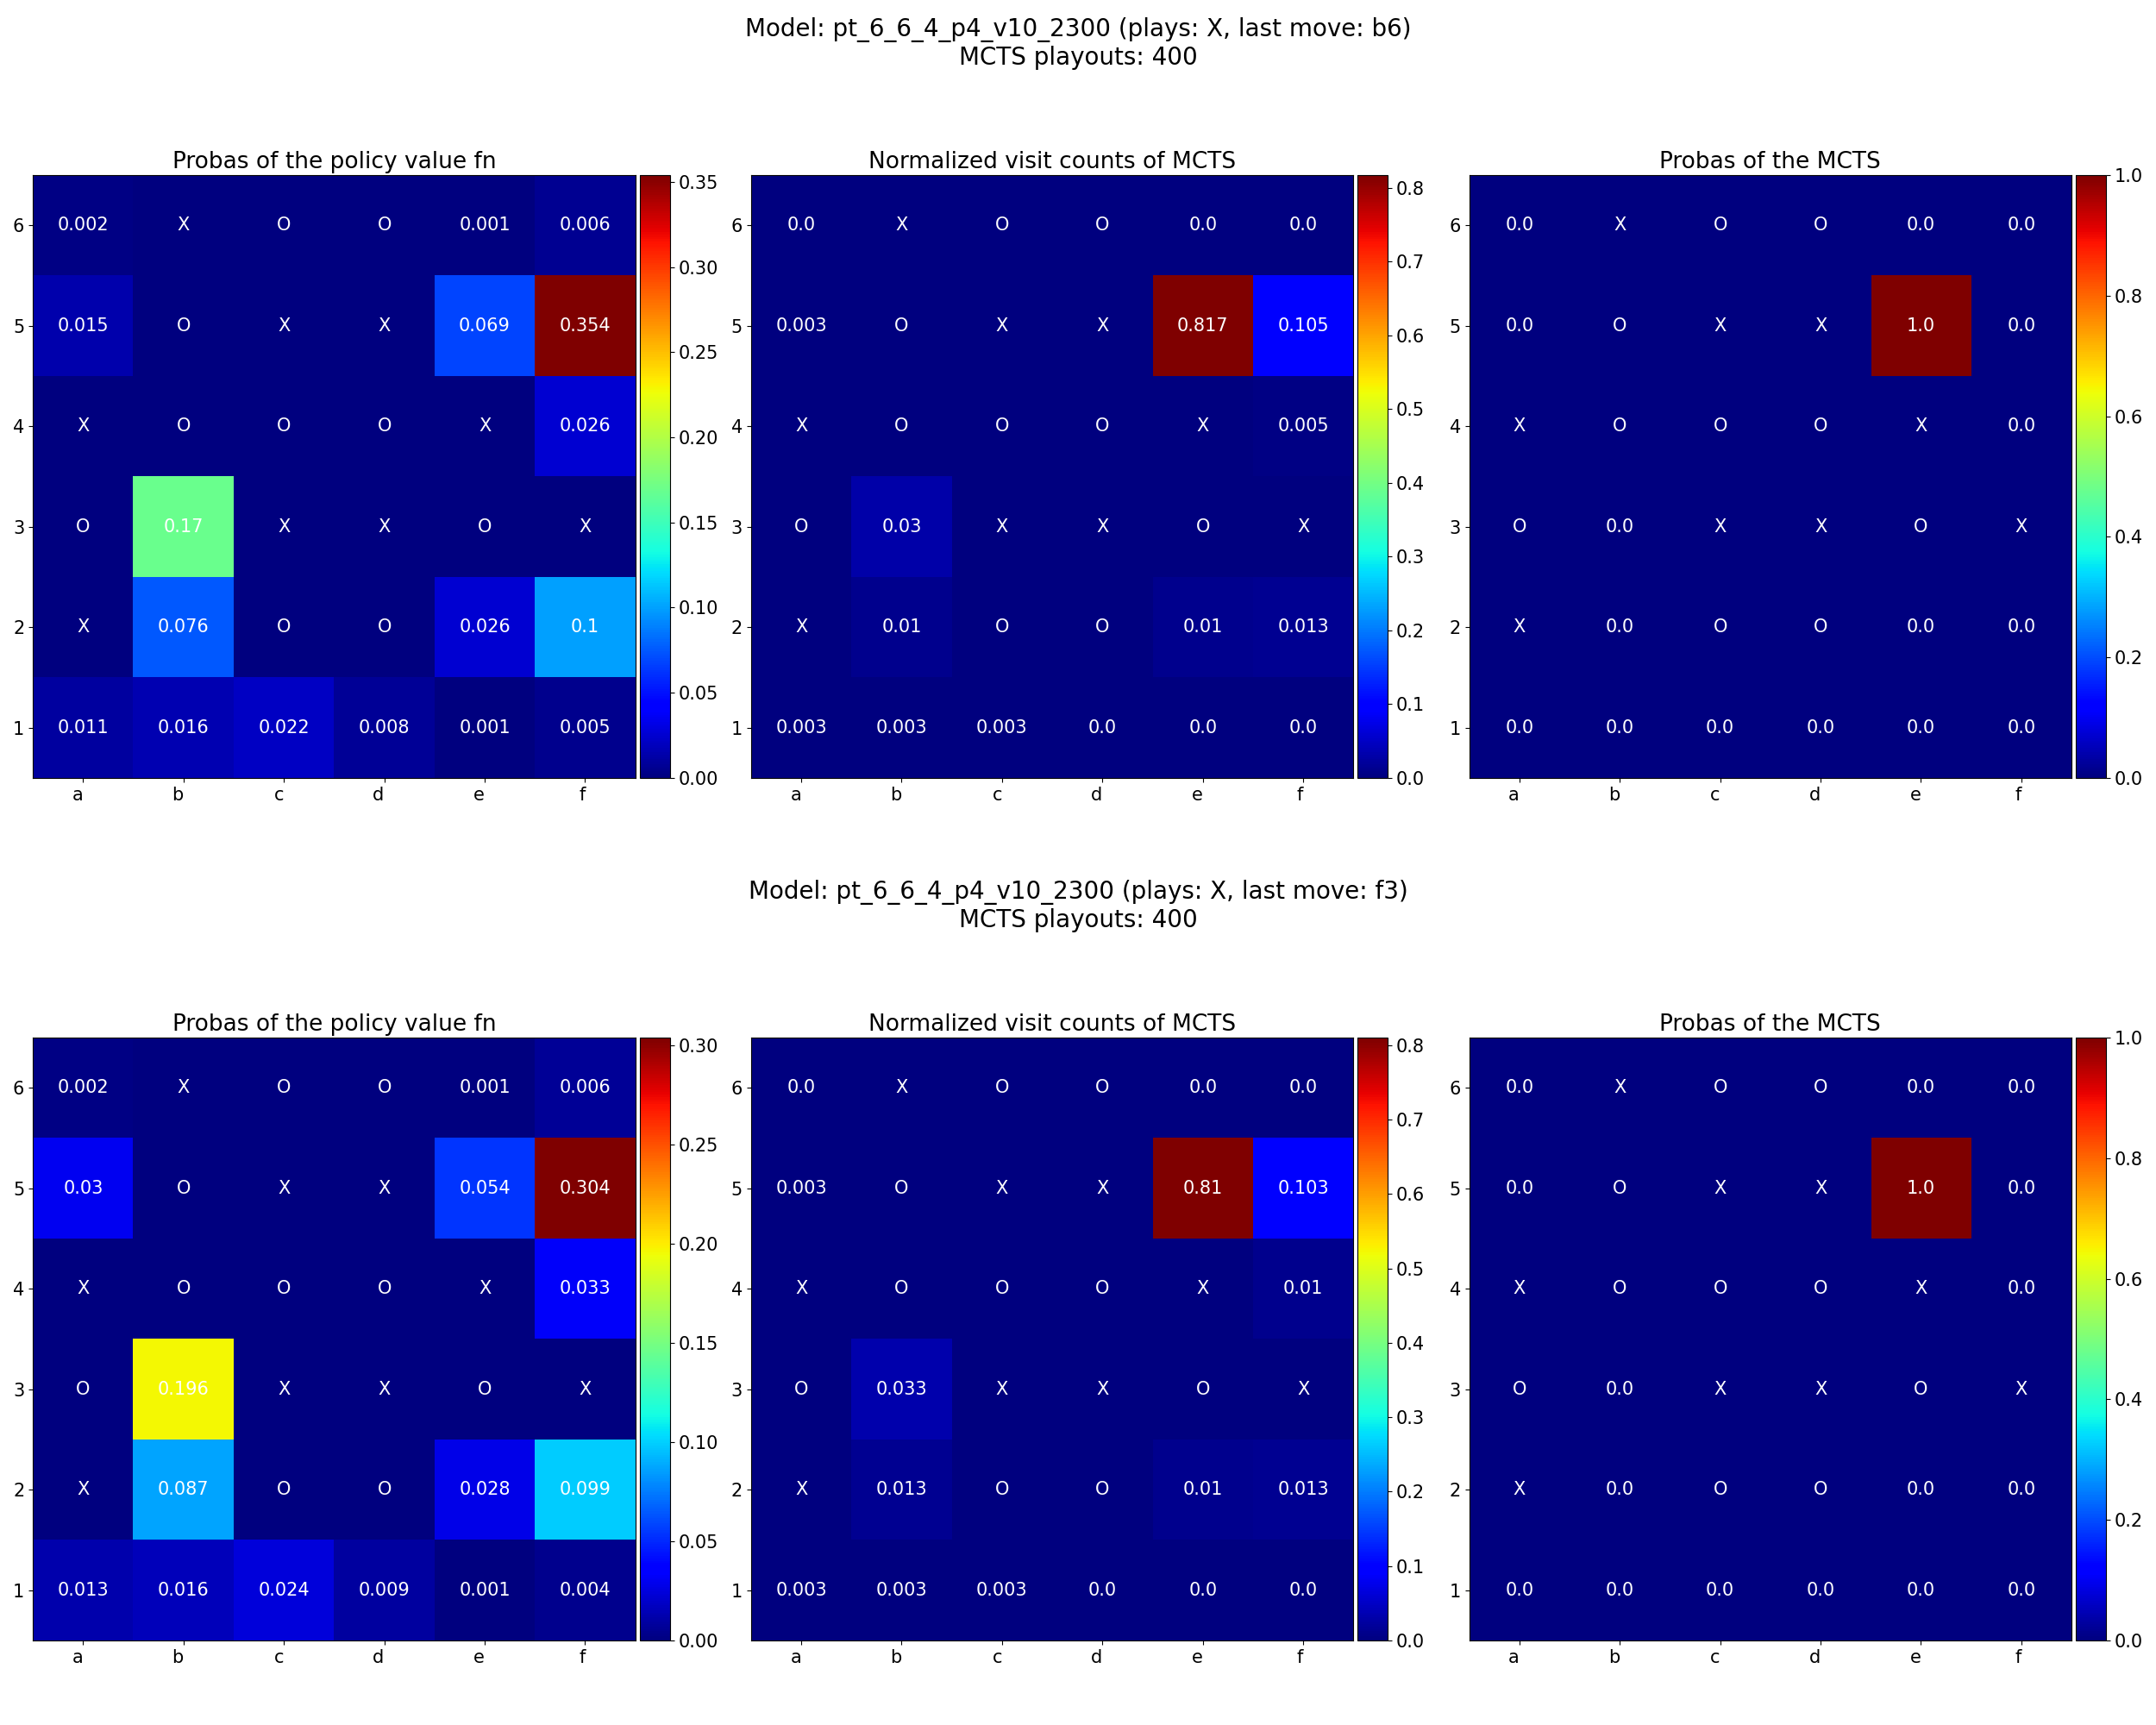 Model: pt_6_6_4_p4_v10_2300 (plays: X, last move: b6)
MCTS playouts: 400
Probas of the policy value fn
6 0.002 X O O 0.001 0.006
5 0.015 O X X 0.069 0.354
4 X O O O X 0.026
3 O 0.17 X X O X
2 X 0.076 O O 0.026 0.1
1 0.011 0.016 0.022 0.008 0.001 0.005
a b c d e f
0.35
0.30
0.25
0.20
0.15
0.10
0.05
0.00
Normalized visit counts of MCTS
6 0.0 X O O 0.0 0.0
5 0.003 O X X 0.817 0.105
4 X O O O X 0.005
3 O 0.03 X X O X
2 X 0.01 O O 0.01 0.013
1 0.003 0.003 0.003 0.0 0.0 0.0
a b c d e f
0.8
0.7
0.6
0.5
0.4
0.3
0.2
0.1
0.0
Probas of the MCTS
6 0.0 X O O 0.0 0.0
5 0.0 O X X 1.0 0.0
4 X O O O X 0.0
3 O 0.0 X X O X
2 X 0.0 O O 0.0 0.0
1 0.0 0.0 0.0 0.0 0.0 0.0
a b c d e f
1.0
0.8
0.6
0.4
0.2
0.0
Model: pt_6_6_4_p4_v10_2300 (plays: X, last move: f3)
MCTS playouts: 400
Probas of the policy value fn
6 0.002 X O O 0.001 0.006
5 0.03 O X X 0.054 0.304
4 X O O O X 0.033
3 O 0.196 X X O X
2 X 0.087 O O 0.028 0.099
1 0.013 0.016 0.024 0.009 0.001 0.004
a b c d e f
0.30
0.25
0.20
0.15
0.10
0.05
0.00
Normalized visit counts of MCTS
6 0.0 X O O 0.0 0.0
5 0.003 O X X 0.81 0.103
4 X O O O X 0.01
3 O 0.033 X X O X
2 X 0.013 O O 0.01 0.013
1 0.003 0.003 0.003 0.0 0.0 0.0
a b c d e f
0.8
0.7
0.6
0.5
0.4
0.3
0.2
0.1
0.0
Probas of the MCTS
6 0.0 X O O 0.0 0.0
5 0.0 O X X 1.0 0.0
4 X O O O X 0.0
3 O 0.0 X X O X
2 X 0.0 O O 0.0 0.0
1 0.0 0.0 0.0 0.0 0.0 0.0
a b c d e f
1.0
0.8
0.6
0.4
0.2
0.0